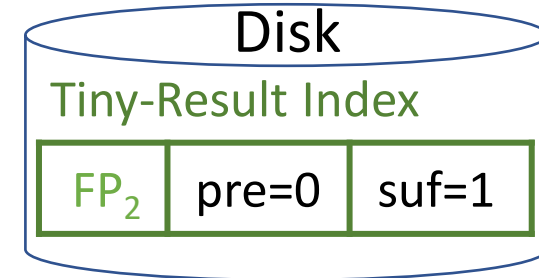 Disk
Tiny-Result Index
FP₂ pre=0 suf=1